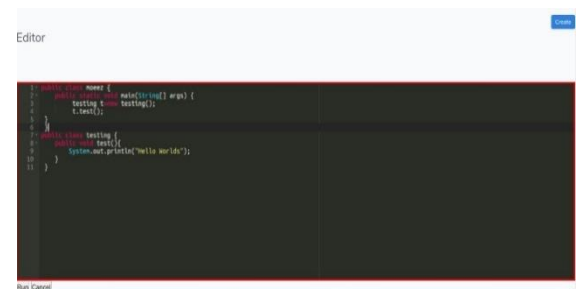 Create
Editor
1 public class Moeez {
2 public static void main(String[] args) {
3 testing t=new testing();
4 t.test();
5 }
6 }
7 public class testing {
8 public void test(){
9 System.out.println("Hello Worlds");
10 }
11 }
Run Cancel